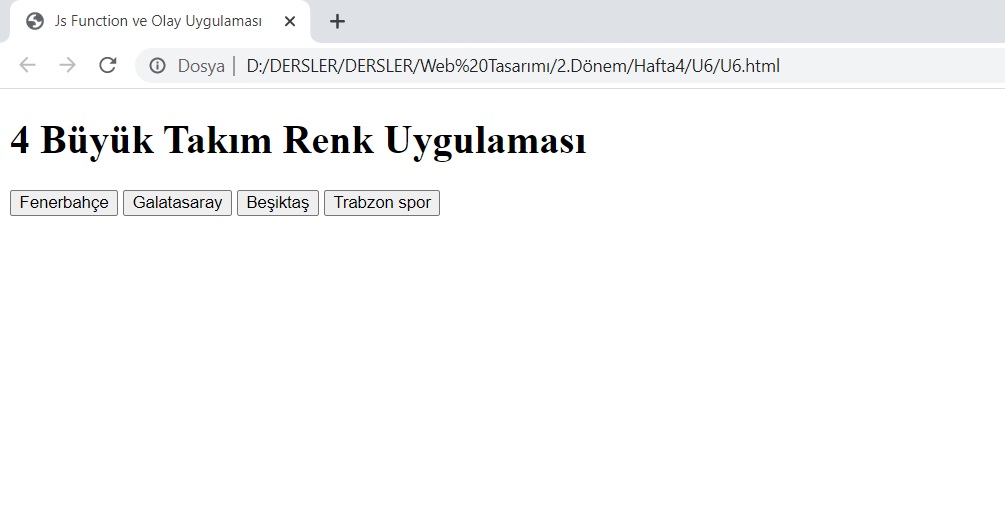 Js Function ve Olay Uygulaması
Dosya | D:/DERSLER/DERSLER/Web%20Tasarımı/2.Dönem/Hafta4/U6/U6.html
4 Büyük Takım Renk Uygulaması
Fenerbahçe Galatasaray Beşiktaş Trabzon spor